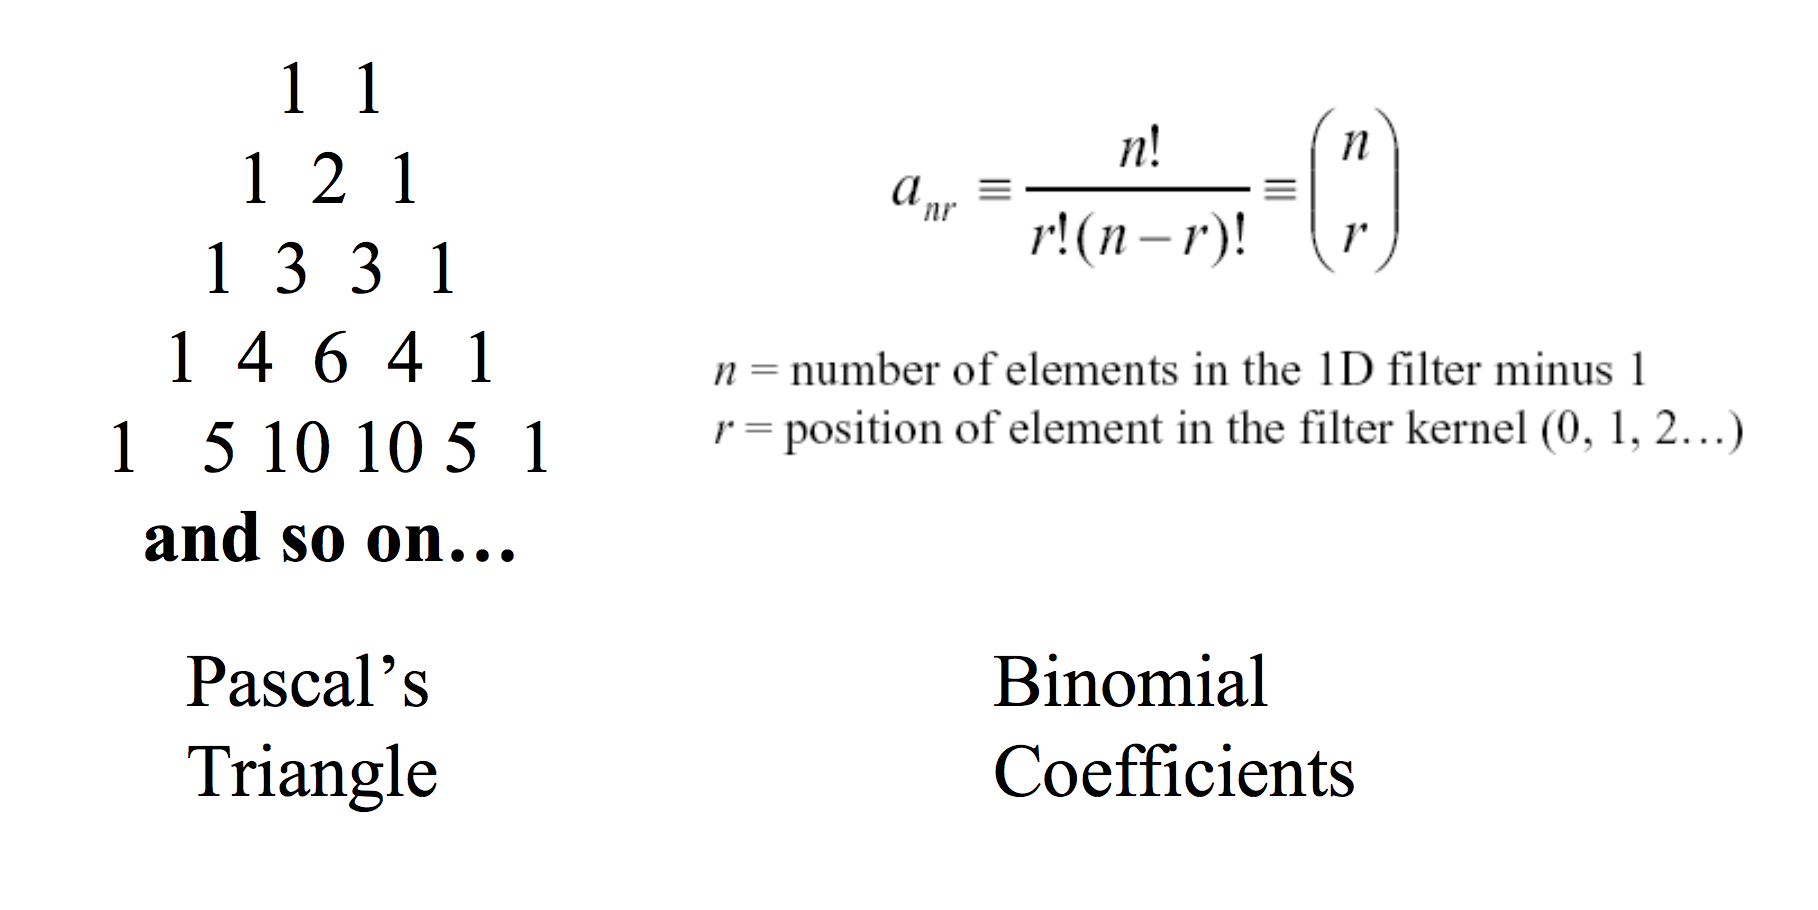 1 1
1 2 1
1 3 3 1
1 4 6 4 1
1 5 10 10 5 1
and so on…
Pascal’s
Triangle
a_nr ≡ n! / r!(n − r)! ≡ (n r)
n = number of elements in the 1D filter minus 1
r = position of element in the filter kernel (0, 1, 2…)
Binomial
Coefficients